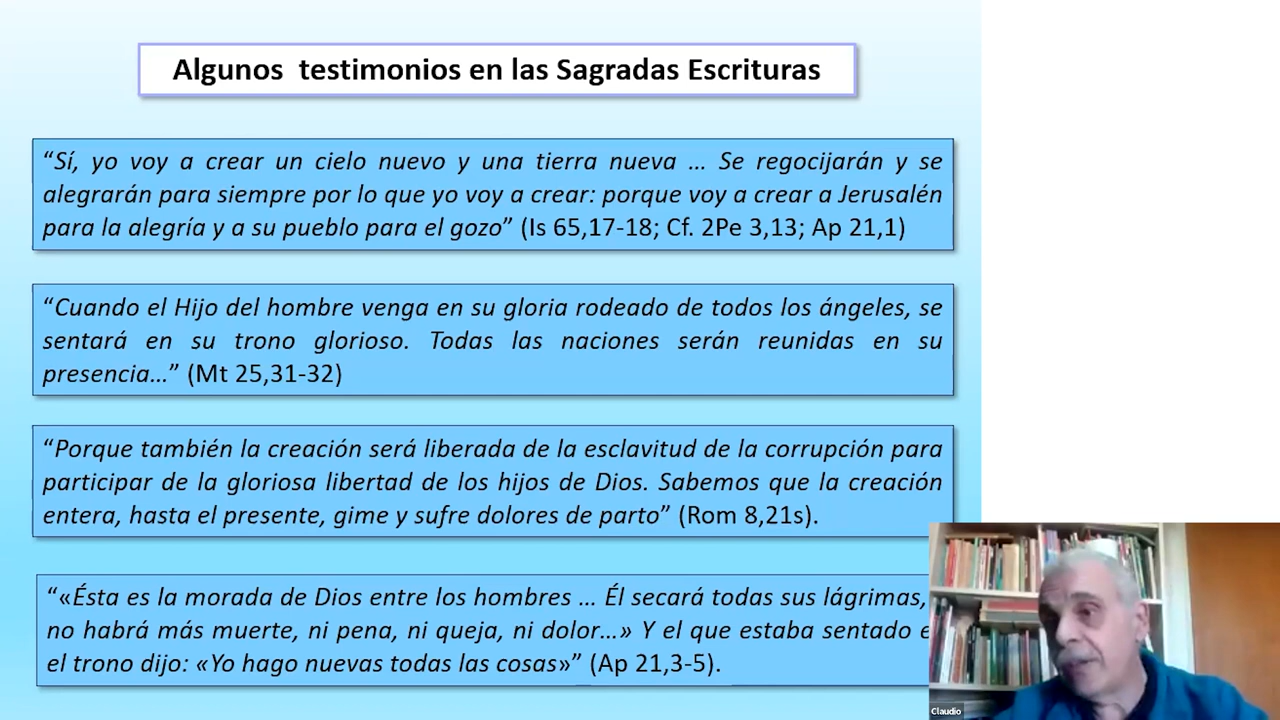 Algunos testimonios en las Sagradas Escrituras
“Sí, yo voy a crear un cielo nuevo y una tierra nueva ... Se regocijarán y se
alegrarán para siempre por lo que yo voy a crear: porque voy a crear a Jerusalén
para la alegría y a su pueblo para el gozo” (Is 65,17-18; Cf. 2Pe 3,13; Ap 21,1)
“Cuando el Hijo del hombre venga en su gloria rodeado de todos los ángeles, se
sentará en su trono glorioso. Todas las naciones serán reunidas en su
presencia...” (Mt 25,31-32)
“Porque también la creación será liberada de la esclavitud de la corrupción para
participar de la gloriosa libertad de los hijos de Dios. Sabemos que la creación
entera, hasta el presente, gime y sufre dolores de parto” (Rom 8,21s).
“«Ésta es la morada de Dios entre los hombres ... Él secará todas sus lágrimas,
no habrá más muerte, ni pena, ni queja, ni dolor...» Y el que estaba sentado
el trono dijo: «Yo hago nuevas todas las cosas»” (Ap 21,3-5).
Claudio